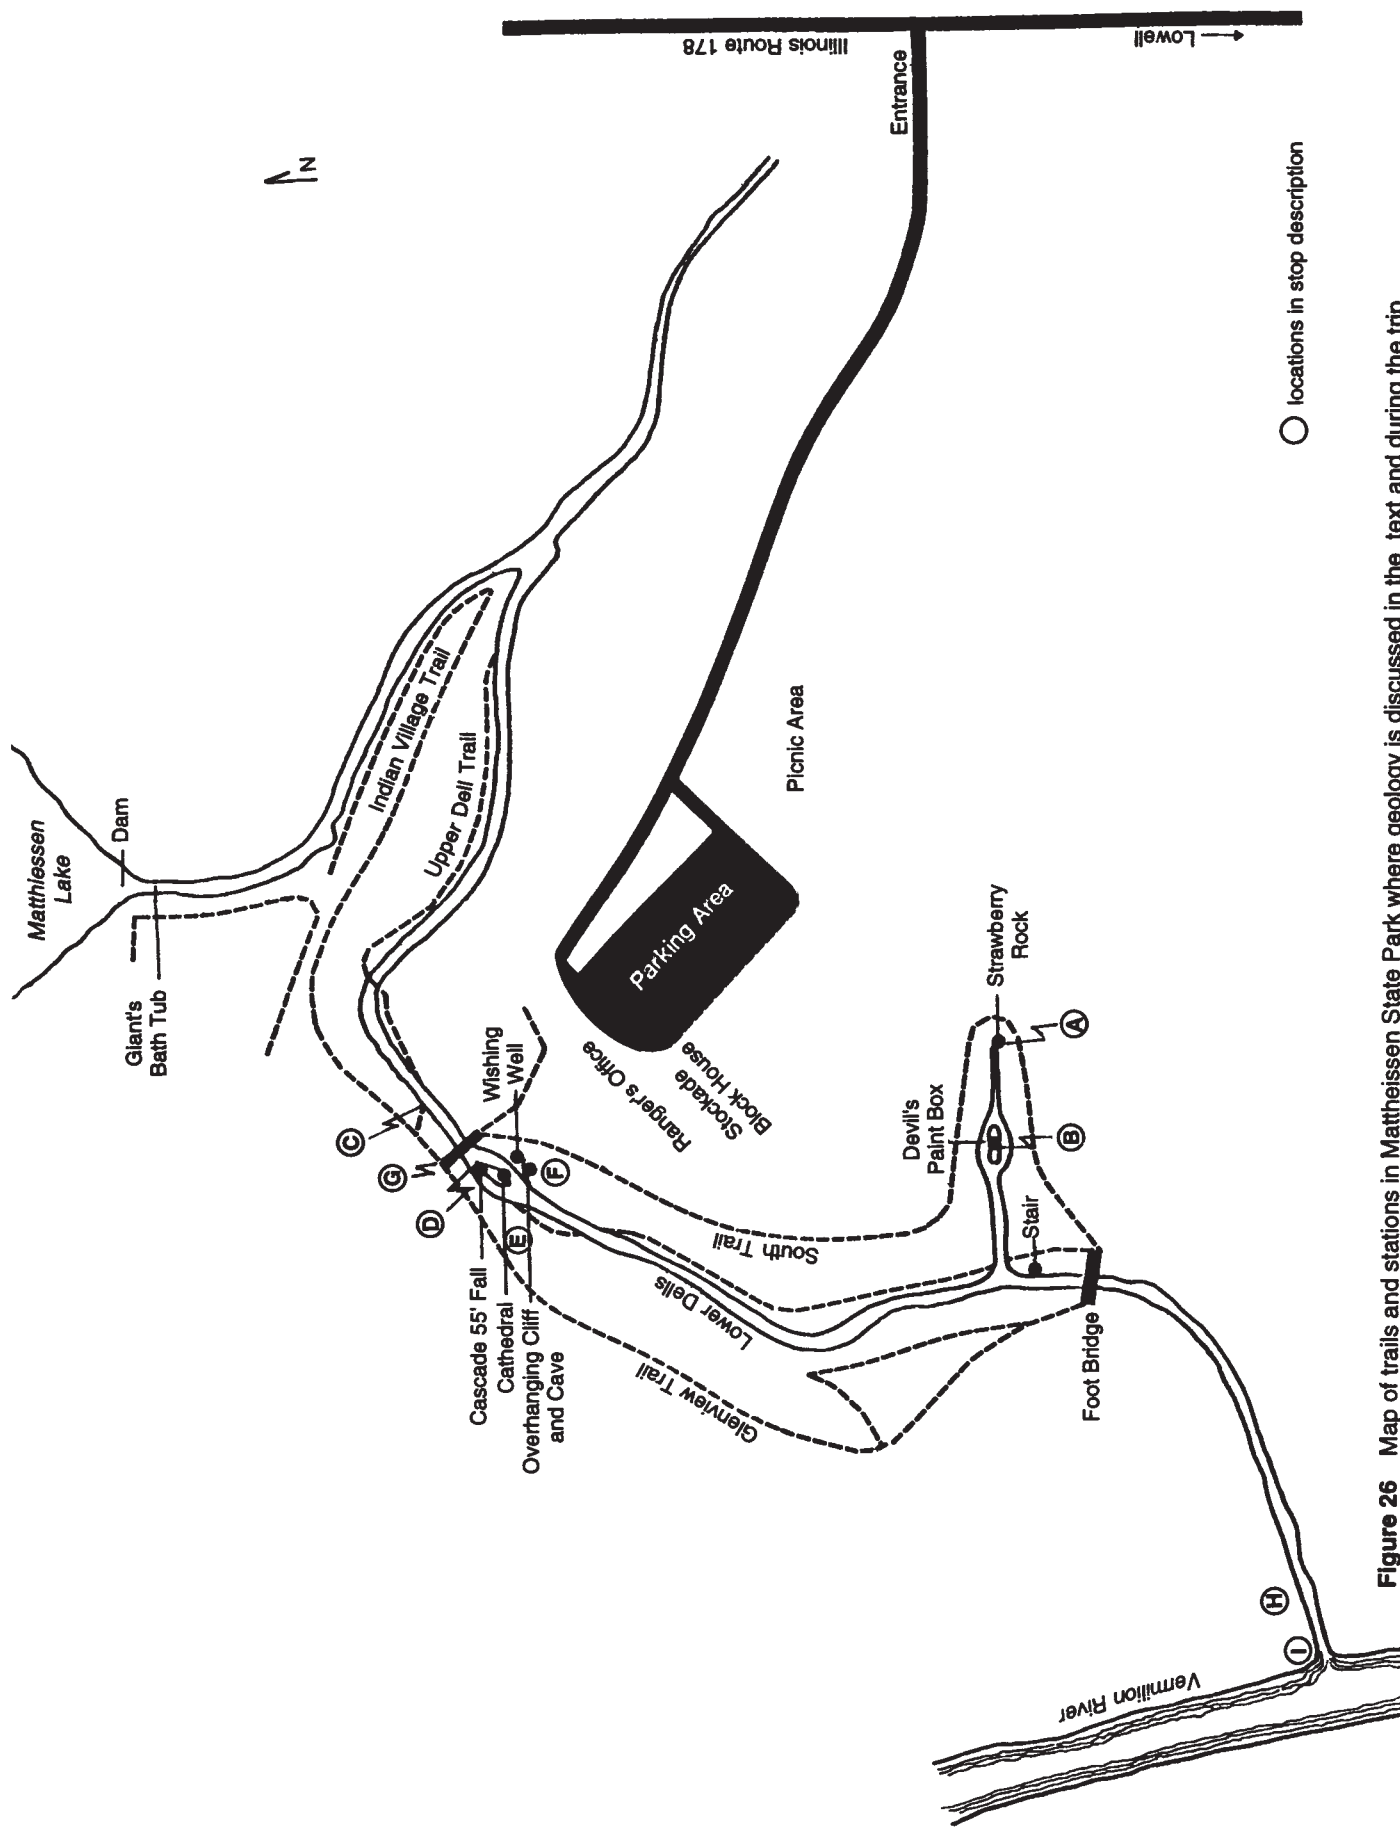 Matthiessen
Lake
Dam
Giant's
Bath Tub
N
Illinois Route 178
Entrance
Lowell
Indian Village Trail
Upper Dell Trail
Picnic Area
Parking Area
Ranger's Office
Stockade
Block House
Wishing
Well
C
G
D
E
F
Cascade 55' Fall
Cathedral
Overhanging Cliff
and Cave
South Trail
Lower Dells
Glenview Trail
Strawberry
Rock
A
Devil's
Paint Box
B
Stair
Foot Bridge
H
I
Vermilion River
locations in stop description
Figure 26 Map of trails and stations in Mattheissen State Park where geology is discussed in the text and during the trip